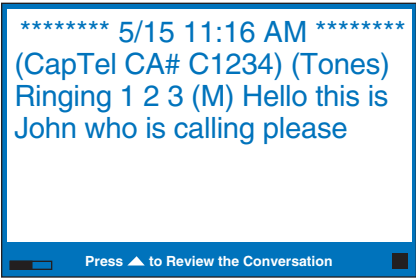 ******** 5/15 11:16 AM ********
(CapTel CA# C1234) (Tones)
Ringing 1 2 3 (M) Hello this is
John who is calling please
Press ▲ to Review the Conversation